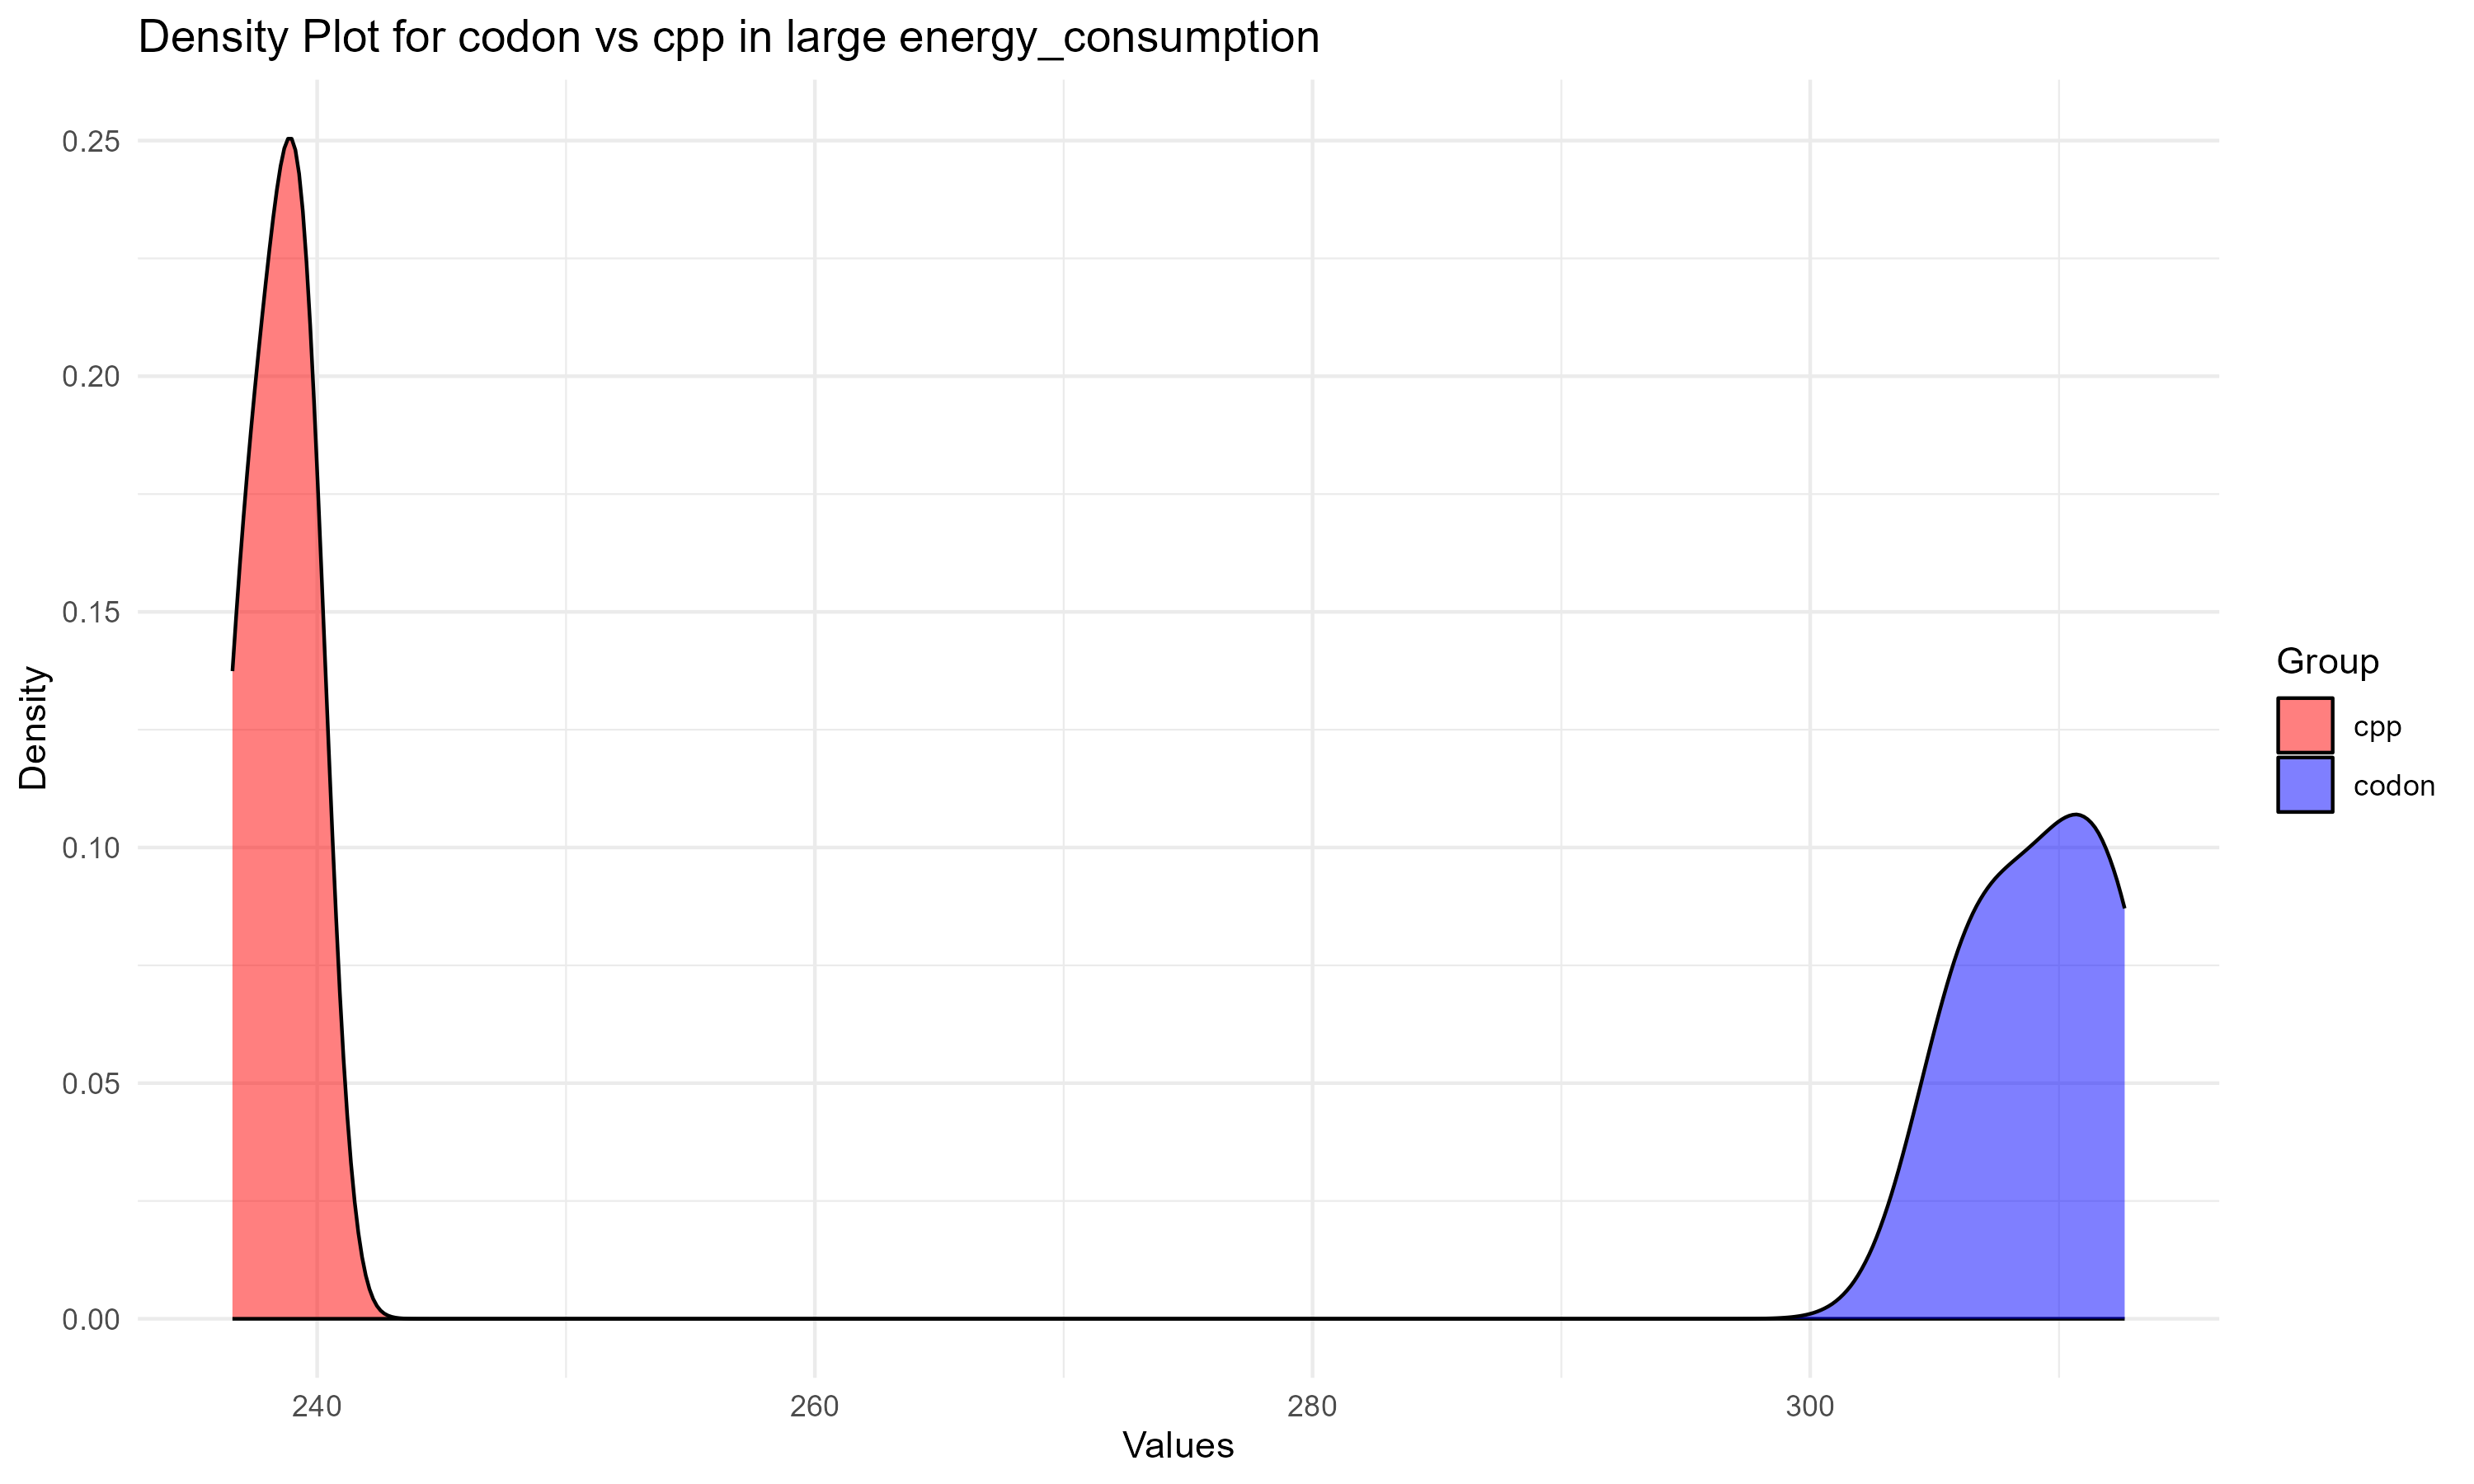 Density Plot for codon vs cpp in large energy_consumption
0.25
0.20
0.15
0.10
0.05
0.00
Density
240
260
280
300
Values
Group
cpp
codon